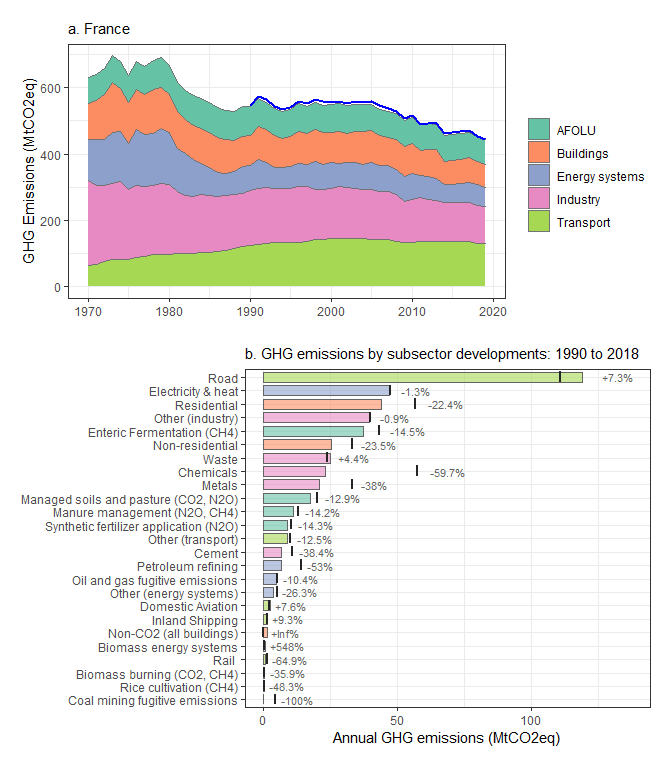 a. France
GHG Emissions (MtCO2eq)
600
400
200
0
1970
1980
1990
2000
2010
2020
AFOLU
Buildings
Energy systems
Industry
Transport
b. GHG emissions by subsector developments: 1990 to 2018
Road +7.3%
Electricity & heat -1.3%
Residential -22.4%
Other (industry) -0.9%
Enteric Fermentation (CH4) -14.5%
Non-residential -23.5%
Waste +4.4%
Chemicals -59.7%
Metals -38%
Managed soils and pasture (CO2, N2O) -12.9%
Manure management (N2O, CH4) -14.2%
Synthetic fertilizer application (N2O) -14.3%
Other (transport) -12.5%
Cement -38.4%
Petroleum refining -53%
Oil and gas fugitive emissions -10.4%
Other (energy systems) -26.3%
Domestic Aviation +7.6%
Inland Shipping +9.3%
Non-CO2 (all buildings) +Inf%
Biomass energy systems +548%
Rail -64.9%
Biomass burning (CO2, CH4) -35.9%
Rice cultivation (CH4) -48.3%
Coal mining fugitive emissions -100%
0
50
100
Annual GHG emissions (MtCO2eq)